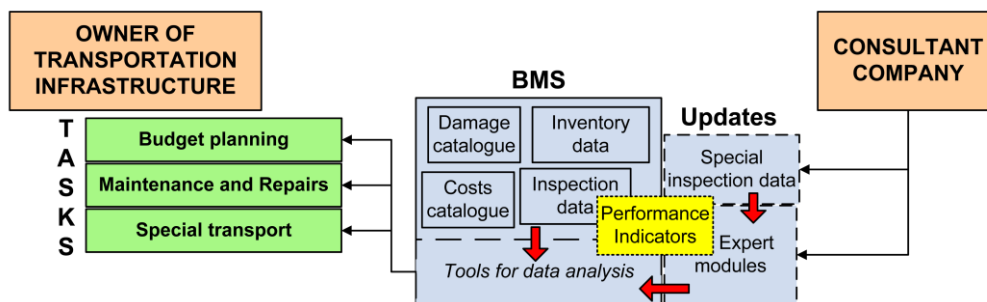 OWNER OF
TRANSPORTATION
INFRASTRUCTURE
TASKS
Budget planning
Maintenance and Repairs
Special transport
BMS
Damage
catalogue
Inventory
data
Costs
catalogue
Inspection
data
Performance
Indicators
Tools for data analysis
Updates
Special
inspection data
Expert
modules
CONSULTANT
COMPANY